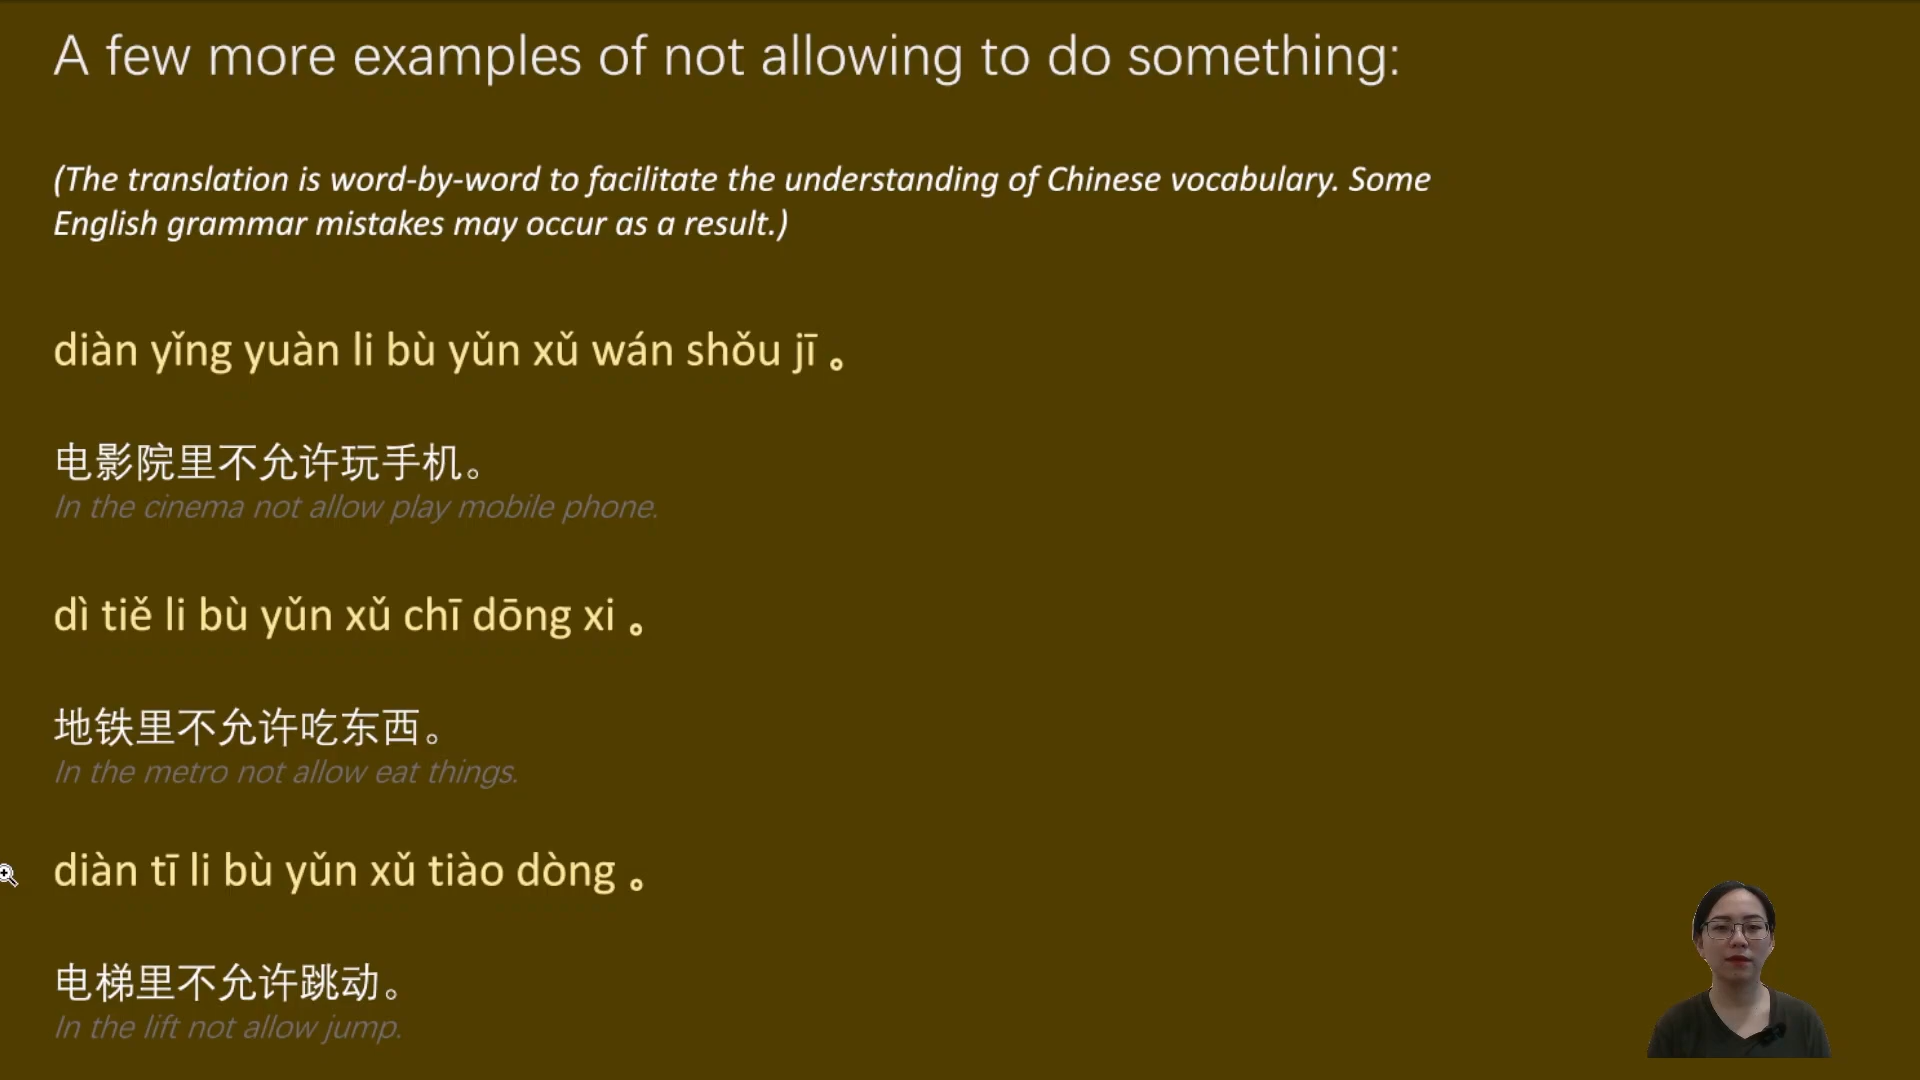 A few more examples of not allowing to do something:
(The translation is word-by-word to facilitate the understanding of Chinese vocabulary. Some
English grammar mistakes may occur as a result.)
diàn yǐng yuàn li bù yǔn xǔ wán shǒu jī 。
电影院里不允许玩手机。
In the cinema not allow play mobile phone.
dì tiě li bù yǔn xǔ chī dōng xi 。
地铁里不允许吃东西。
In the metro not allow eat things.
diàn tī li bù yǔn xǔ tiào dòng 。
电梯里不允许跳动。
In the lift not allow jump.